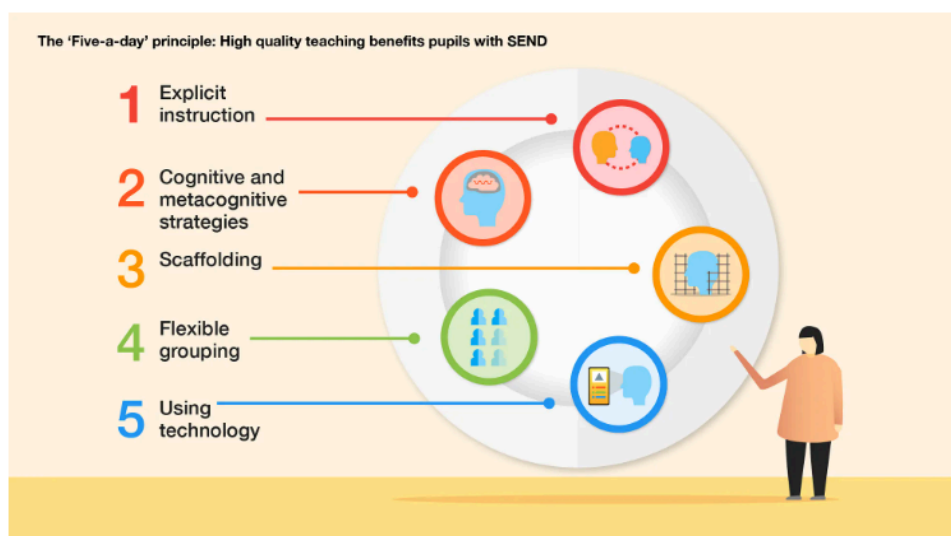 The ‘Five-a-day’ principle: High quality teaching benefits pupils with SEND
1 Explicit
instruction
2 Cognitive and
metacognitive
strategies
3 Scaffolding
4 Flexible
grouping
5 Using
technology